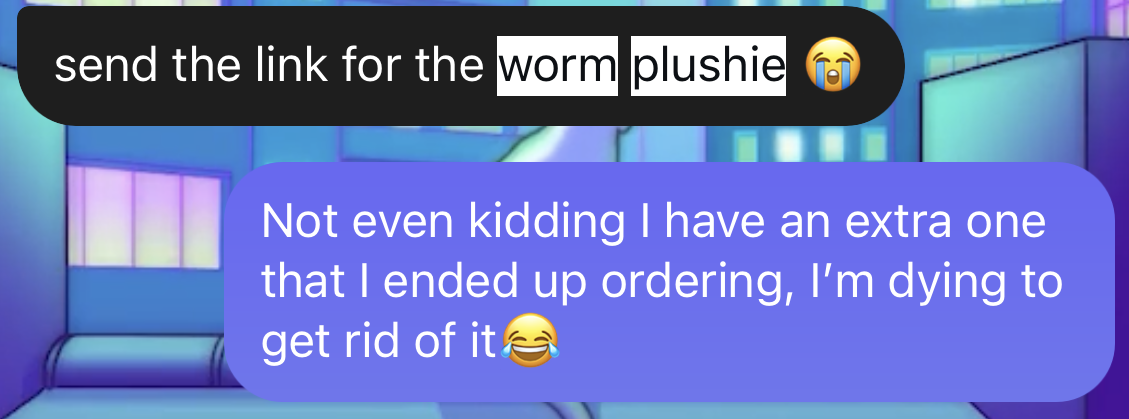 send the link for the worm plushie 😭
Not even kidding I have an extra one
that I ended up ordering, I’m dying to
get rid of it😂